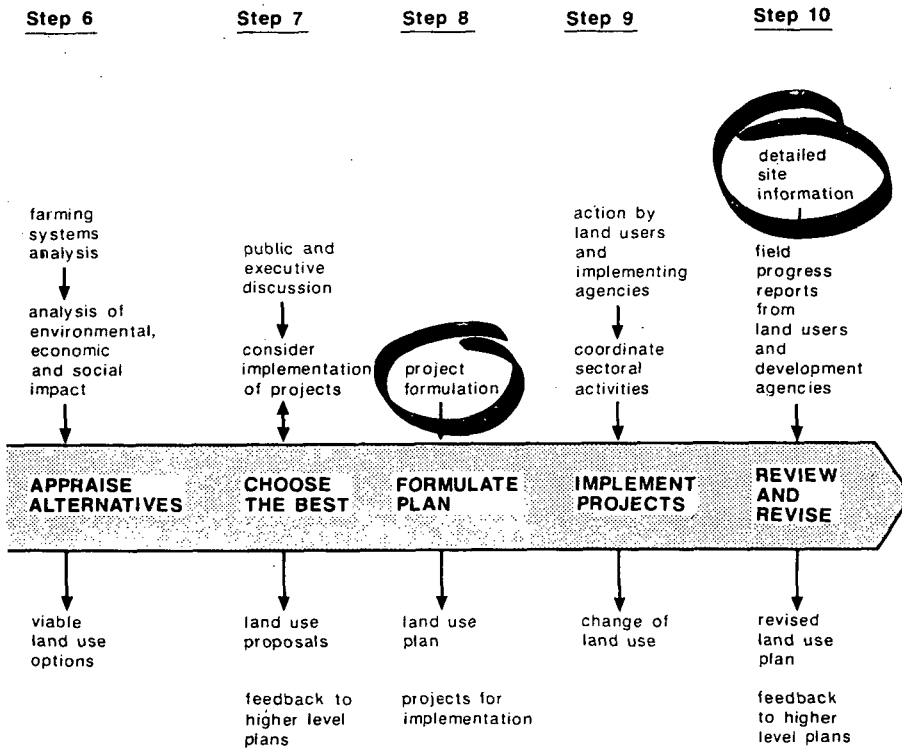 Step 6
Step 7
Step 8
Step 9
Step 10
farming
systems
analysis
analysis of
environmental,
economic
and social
impact
public and
executive
discussion
consider
implementation
of projects
project
formulation
action by
land users
and
implementing
agencies
coordinate
sectoral
activities
detailed
site
information
field
progress
reports
from
land users
and
development
agencies
APPRAISE
ALTERNATIVES
CHOOSE
THE BEST
FORMULATE
PLAN
IMPLEMENT
PROJECTS
REVIEW
AND
REVISE
viable
land use
options
land use
proposals
feedback to
higher level
plans
land use
plan
projects for
implementation
change of
land use
revised
land use
plan
feedback
to higher
level plans